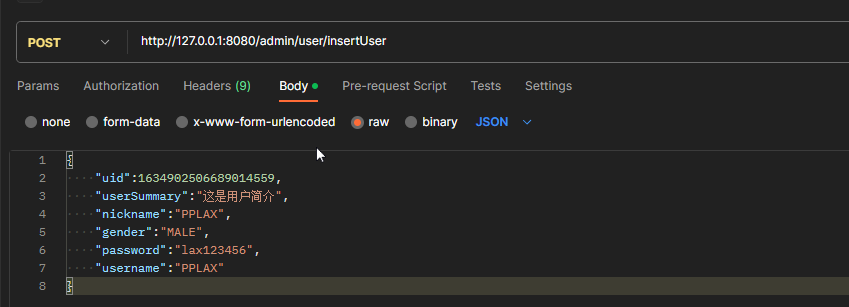 POST http://127.0.0.1:8080/admin/user/insertUser
Params Authorization Headers (9) Body Pre-request Script Tests Settings
none form-data x-www-form-urlencoded raw binary JSON
1 {
2 "uid":1634902506689014559,
3 "userSummary":"这是用户简介",
4 "nickname":"PPLAX",
5 "gender":"MALE",
6 "password":"lax123456",
7 "username":"PPLAX"
8 }